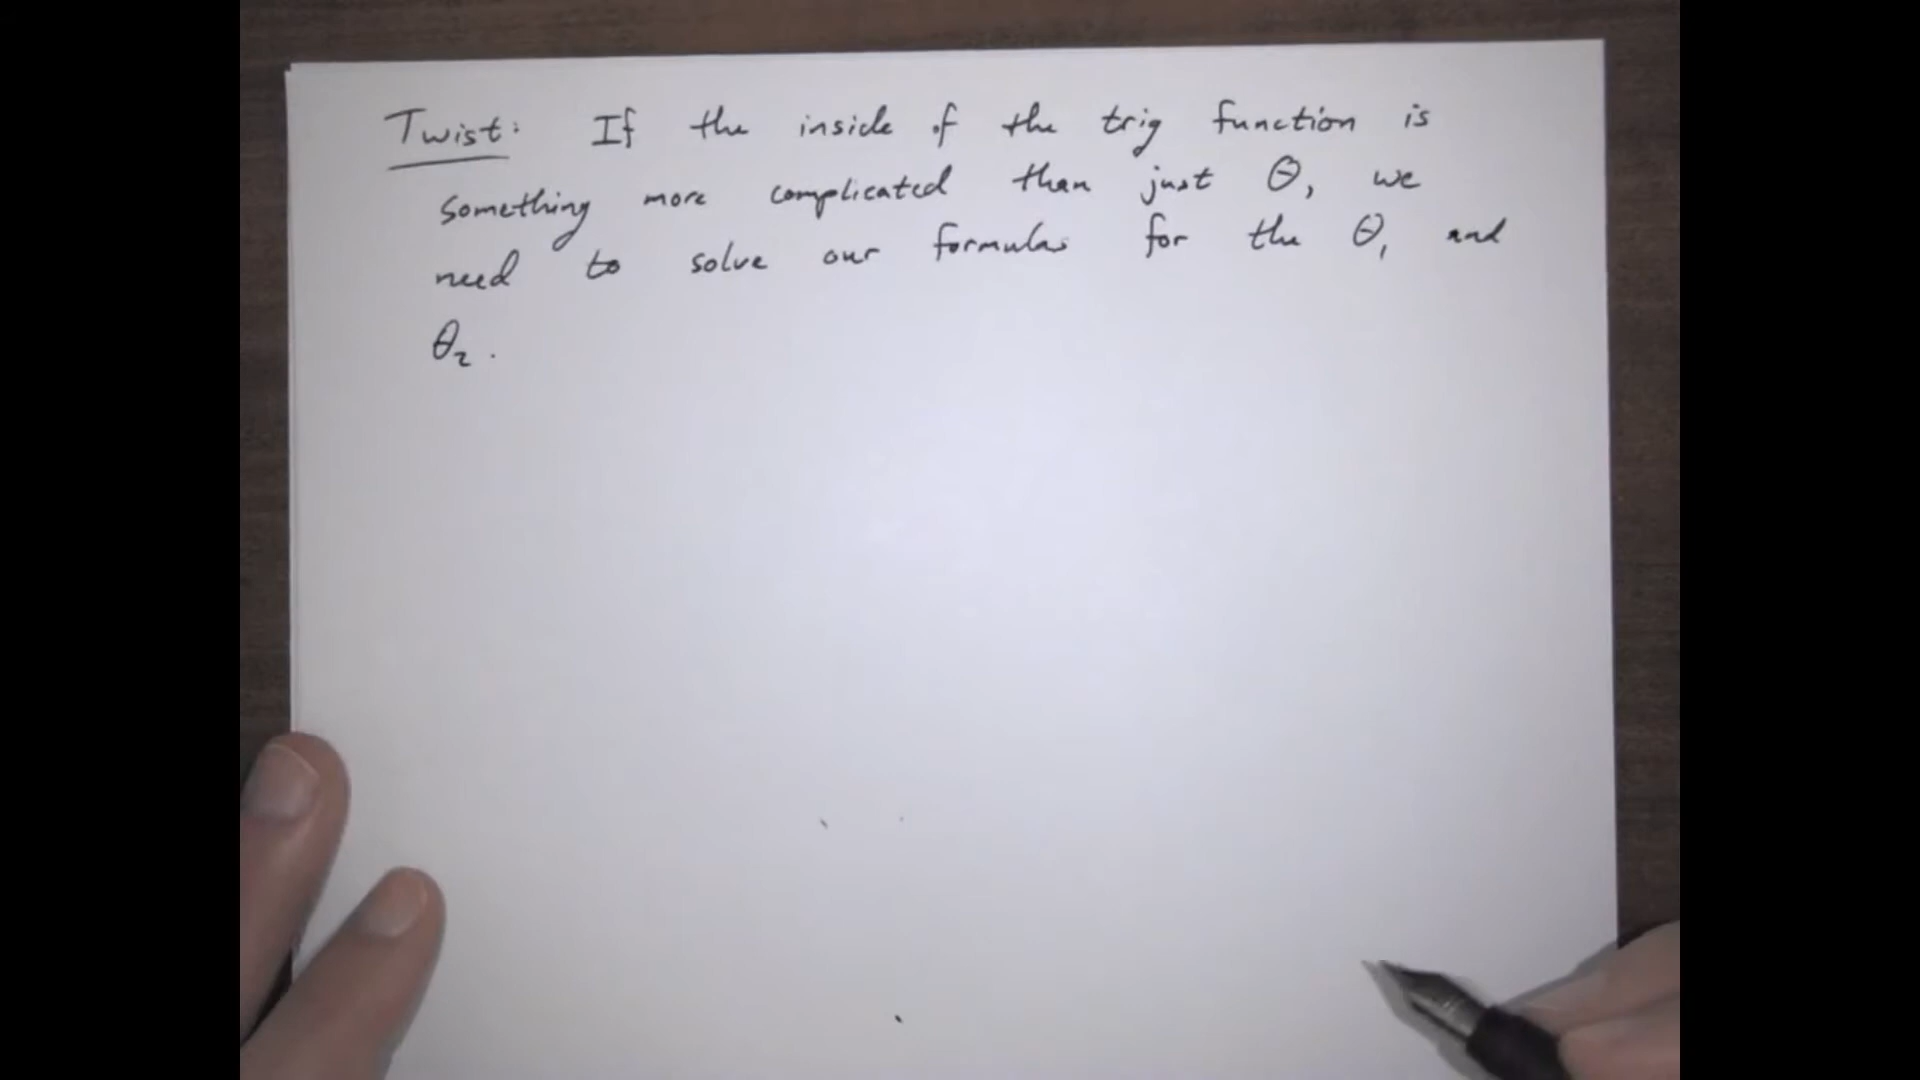 Twist: If the inside of the trig function is
something more complicated than just θ, we
need to solve our formulas for the θ₁ and
θ₂.